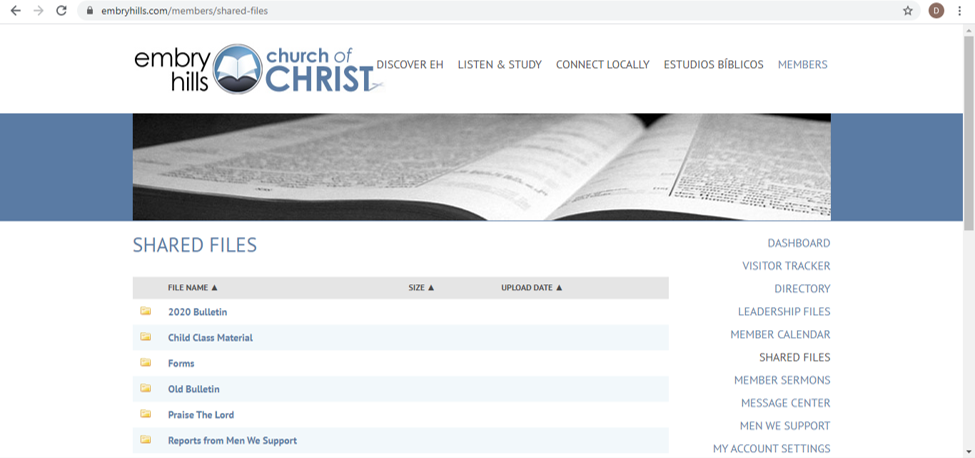 embryhills.com/members/shared-files
D
embry hills
church of CHRIST
DISCOVER EH LISTEN & STUDY CONNECT LOCALLY ESTUDIOS BÍBLICOS MEMBERS
SHARED FILES
FILE NAME ▲ SIZE ▲ UPLOAD DATE ▲
2020 Bulletin
Child Class Material
Forms
Old Bulletin
Praise The Lord
Reports from Men We Support
DASHBOARD
VISITOR TRACKER
DIRECTORY
LEADERSHIP FILES
MEMBER CALENDAR
SHARED FILES
MEMBER SERMONS
MESSAGE CENTER
MEN WE SUPPORT
MY ACCOUNT SETTINGS